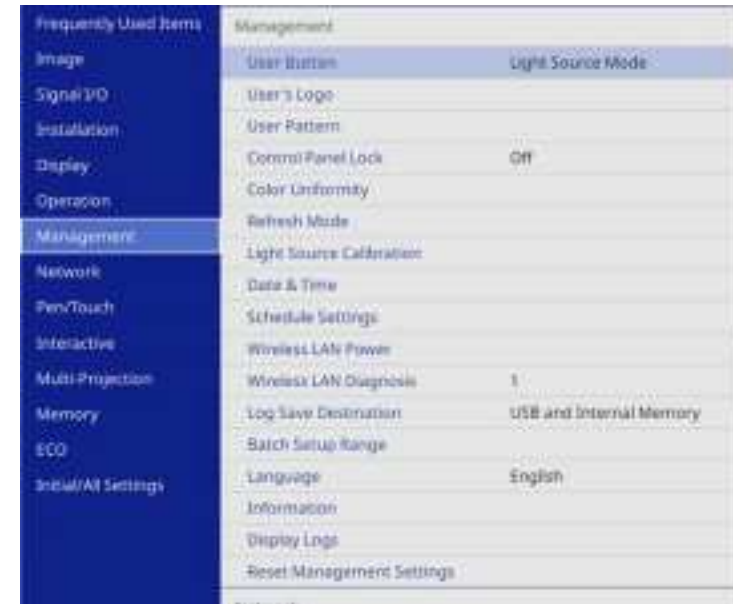 Frequently Used Items
Image
Signal I/O
Installation
Display
Operation
Management
Network
Pen/Touch
Interactive
Multi-Projection
Memory
ECO
Initial/All Settings
Management
User Button Light Source Mode
User's Logo
User Pattern
Control Panel Lock Off
Color Uniformity
Refresh Mode
Light Source Calibration
Date & Time
Schedule Settings
Wireless LAN Power
Wireless LAN Diagnosis 1
Log Save Destination USB and Internal Memory
Batch Setup Range
Language English
Information
Display Logs
Reset Management Settings